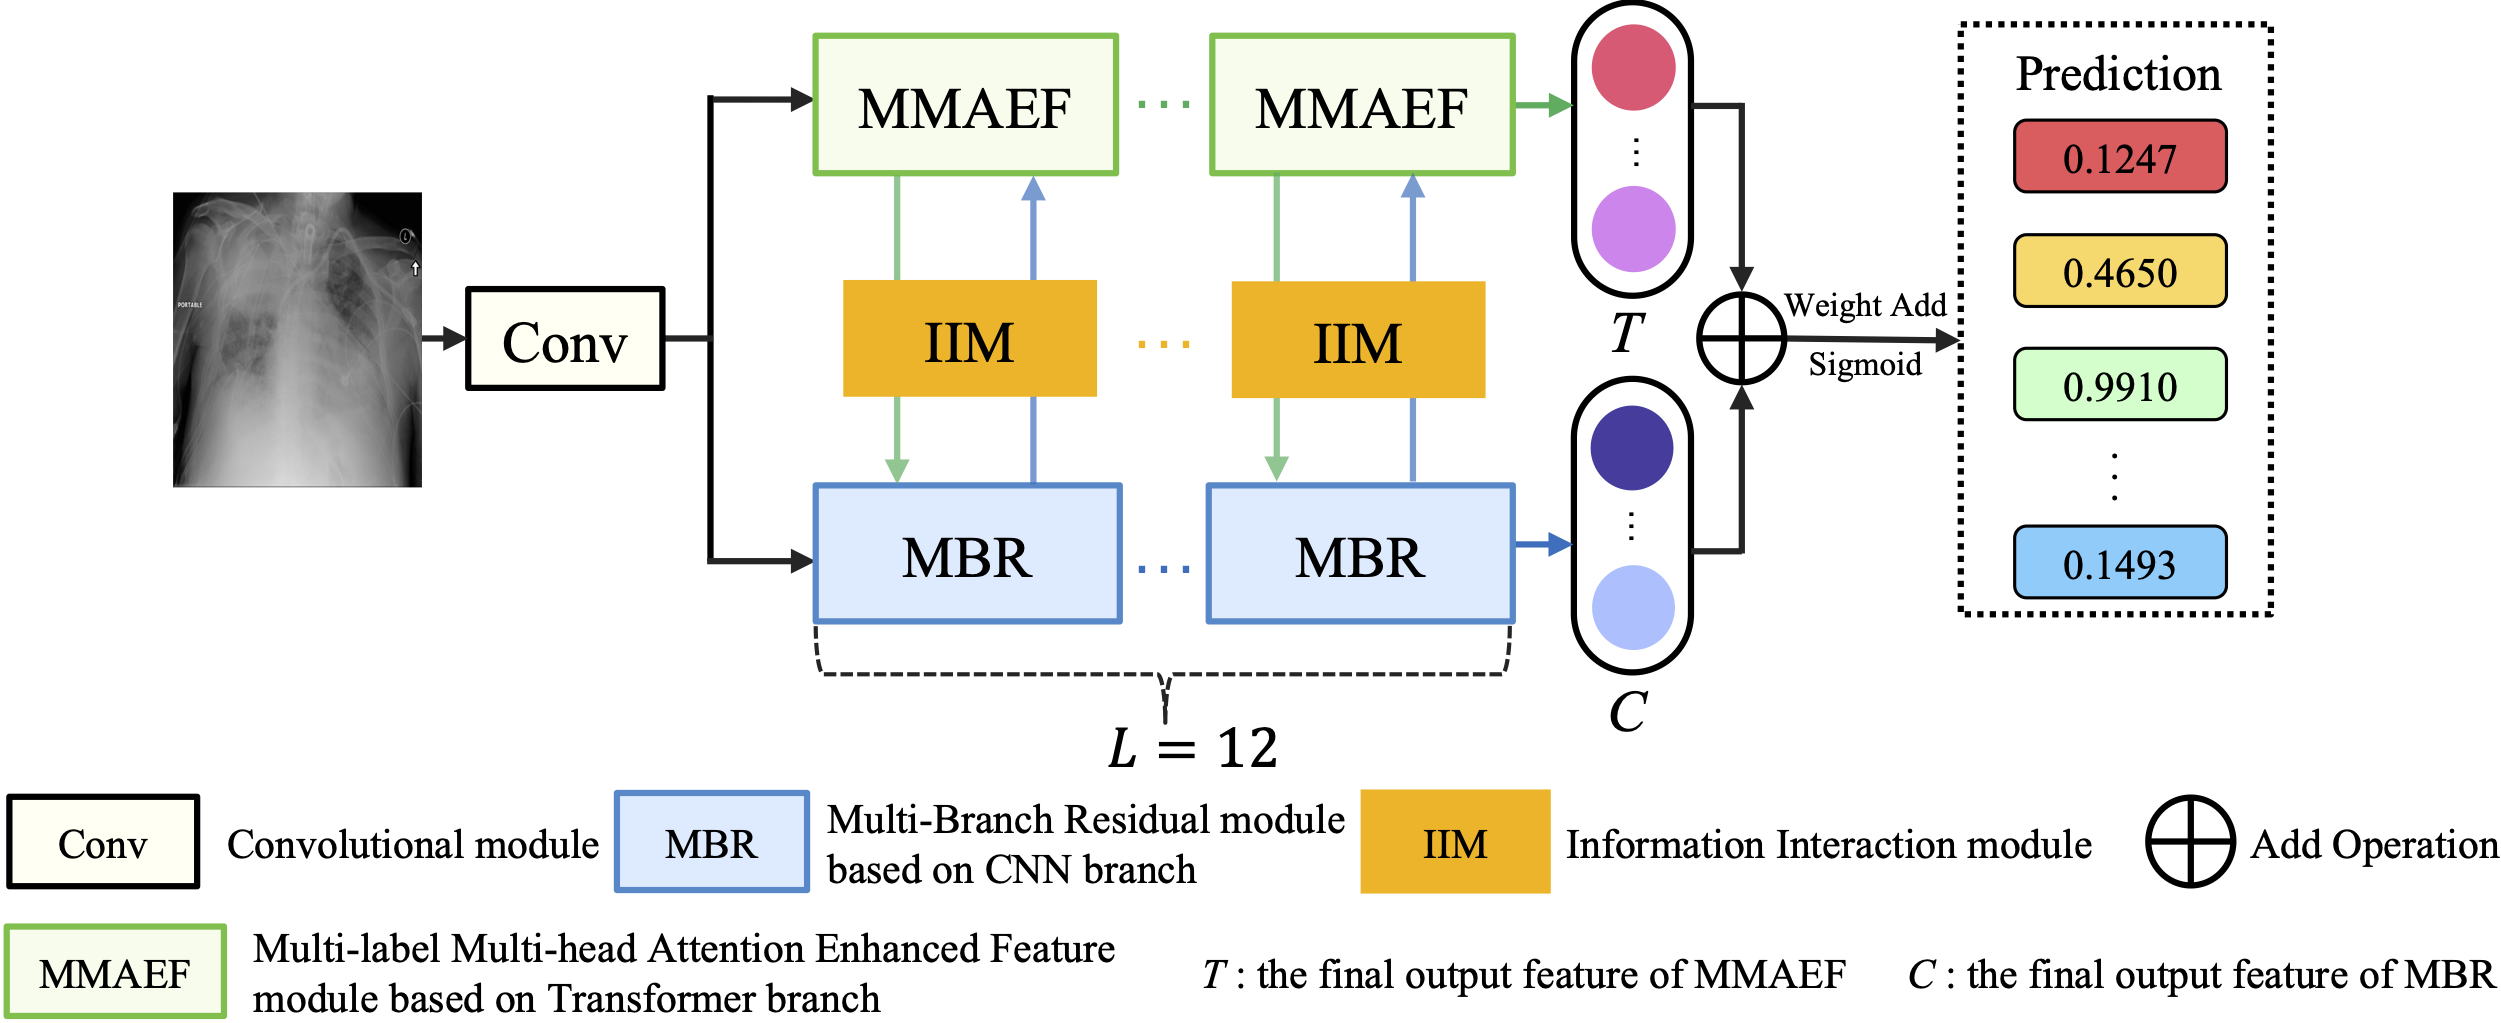 MMAEF ... MMAEF
Prediction
0.1247
0.4650
0.9910
0.1493
PORTABLE
L
Conv
IIM ... IIM
T
Weight Add
Sigmoid
MBR ... MBR
C
L = 12
Conv Convolutional module
MBR Multi-Branch Residual module
based on CNN branch
IIM Information Interaction module
Add Operation
MMAEF Multi-label Multi-head Attention Enhanced Feature
module based on Transformer branch
T : the final output feature of MMAEF
C : the final output feature of MBR